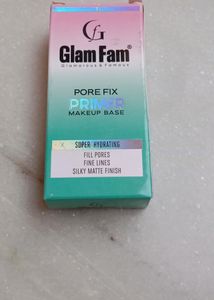 Gf
Glam Fam®
Glamorous & Famous
PORE FIX
PRIMER
MAKEUP BASE
SUPER HYDRATING
FILL PORES
FINE LINES
SILKY MATTE FINISH